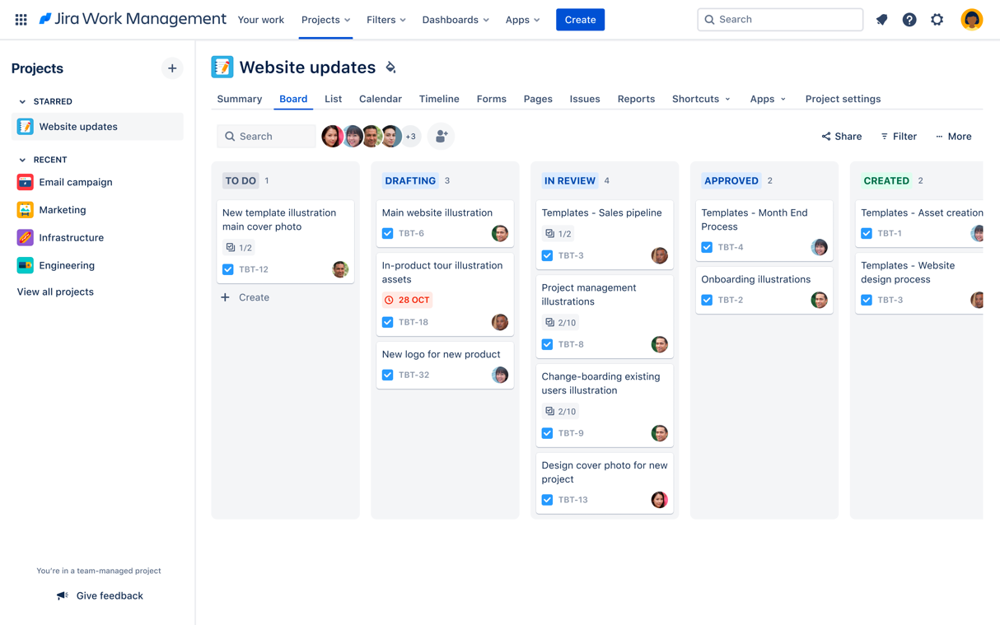 Jira Work Management
Your work
Projects
Filters
Dashboards
Apps
Create
Search
Projects
STARRED
Website updates
RECENT
Email campaign
Marketing
Infrastructure
Engineering
View all projects
You're in a team-managed project
Give feedback
Website updates
Summary
Board
List
Calendar
Timeline
Forms
Pages
Issues
Reports
Shortcuts
Apps
Project settings
Search
+3
Share
Filter
More
TO DO 1
New template illustration
main cover photo
1/2
TBT-12
Create
DRAFTING 3
Main website illustration
TBT-6
In-product tour illustration
assets
28 OCT
TBT-18
New logo for new product
TBT-32
IN REVIEW 4
Templates - Sales pipeline
1/2
TBT-3
Project management
illustrations
2/10
TBT-8
Change-boarding existing
users illustration
2/10
TBT-9
Design cover photo for new
project
TBT-13
APPROVED 2
Templates - Month End
Process
TBT-4
Onboarding illustrations
TBT-2
CREATED 2
Templates - Asset creation
TBT-1
Templates - Website
design process
TBT-3